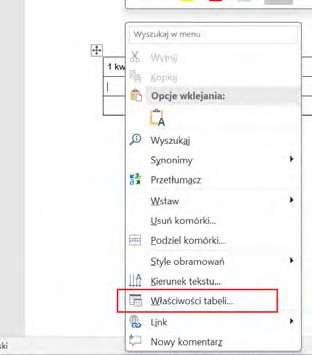 Wyszukaj w menu
1 kw
Wytnij
Kopiuj
Opcje wklejania:
Wyszukaj
Synonimy
Przetłumacz
Wstaw
Usuń komórki...
Podziel komórki...
Style obramowań
Kierunek tekstu...
Właściwości tabeli...
Link
Nowy komentarz
ski